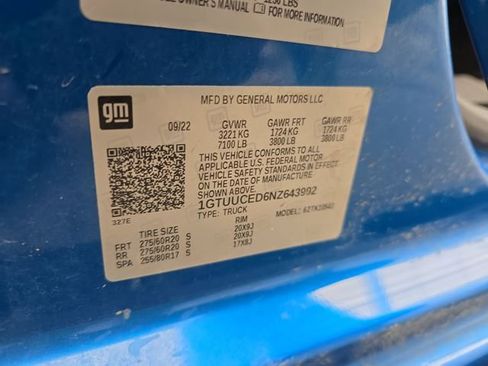 1250 LBS
OWNER'S MANUAL FOR MORE INFORMATION
gm
MFD BY GENERAL MOTORS LLC
09/22 GVWR GAWR FRT GAWR RR
3221 KG 1724 KG 1724 KG
7100 LB 3800 LB 3800 LB
THIS VEHICLE CONFORMS TO ALL
APPLICABLE U.S. FEDERAL MOTOR
VEHICLE SAFETY STANDARDS IN EFFECT
ON THE DATE OF MANUFACTURE
SHOWN ABOVE.
1GTUUCED6NZ643992
TYPE: TRUCK MODEL:
327E
TIRE SIZE RIM
FRT 275/60R20 S 20X9J
RR 275/60R20 S 20X9J
SPA 255/80R17 S 17X8J